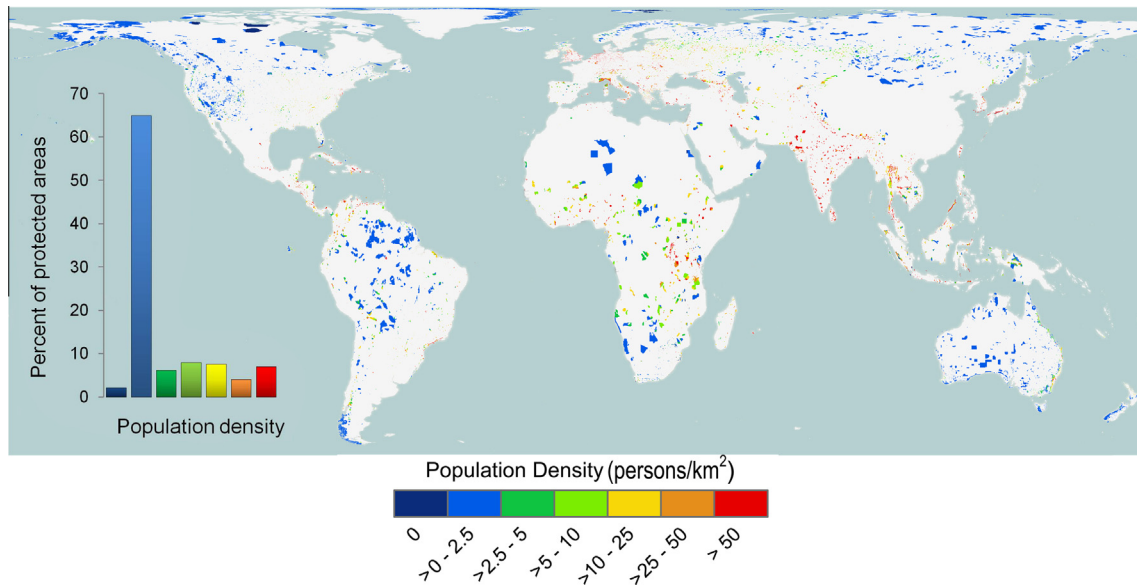 70
60
50
40
30
20
10
0
Percent of protected areas
Population density
Population Density (persons/km²)
0
>0 - 2.5
>2.5 - 5
>5 - 10
>10 - 25
>25 - 50
> 50